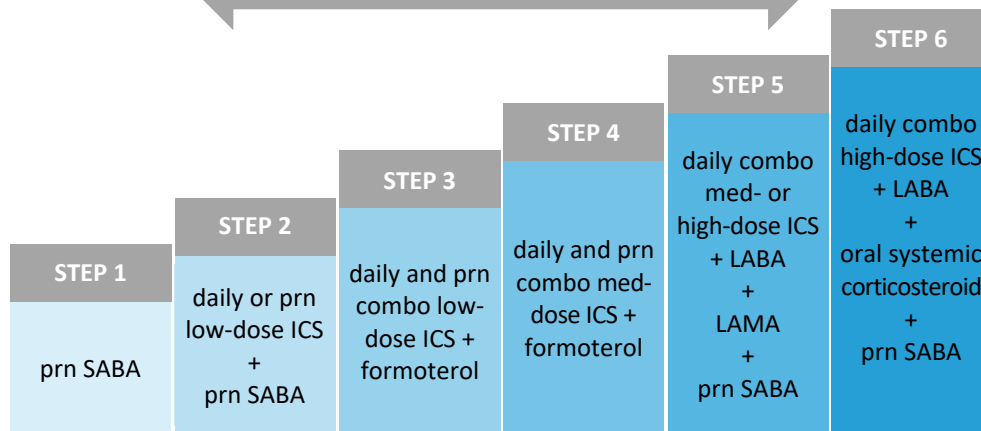 STEP 1
prn SABA
STEP 2
daily or prn
low-dose ICS
+
prn SABA
STEP 3
daily and prn
combo low-
dose ICS +
formoterol
STEP 4
daily and prn
combo med-
dose ICS +
formoterol
STEP 5
daily combo
med- or
high-dose ICS
+ LABA
+
LAMA
+
prn SABA
STEP 6
daily combo
high-dose ICS
+ LABA
+
oral systemic
corticosteroid
+
prn SABA